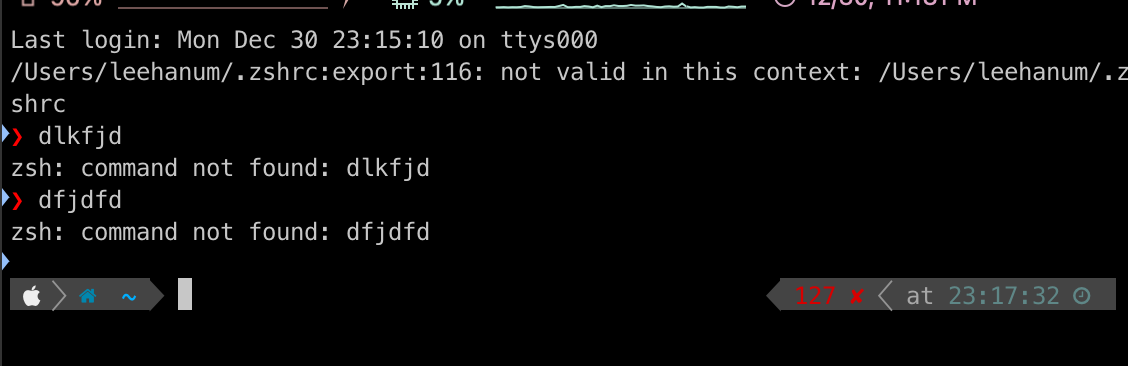 Last login: Mon Dec 30 23:15:10 on ttys000
/Users/leehanum/.zshrc:export:116: not valid in this context: /Users/leehanum/.z
shrc
❯ dlkfjd
zsh: command not found: dlkfjd
❯ dfjdfd
zsh: command not found: dfjdfd
~ 127 ✘ at 23:17:32